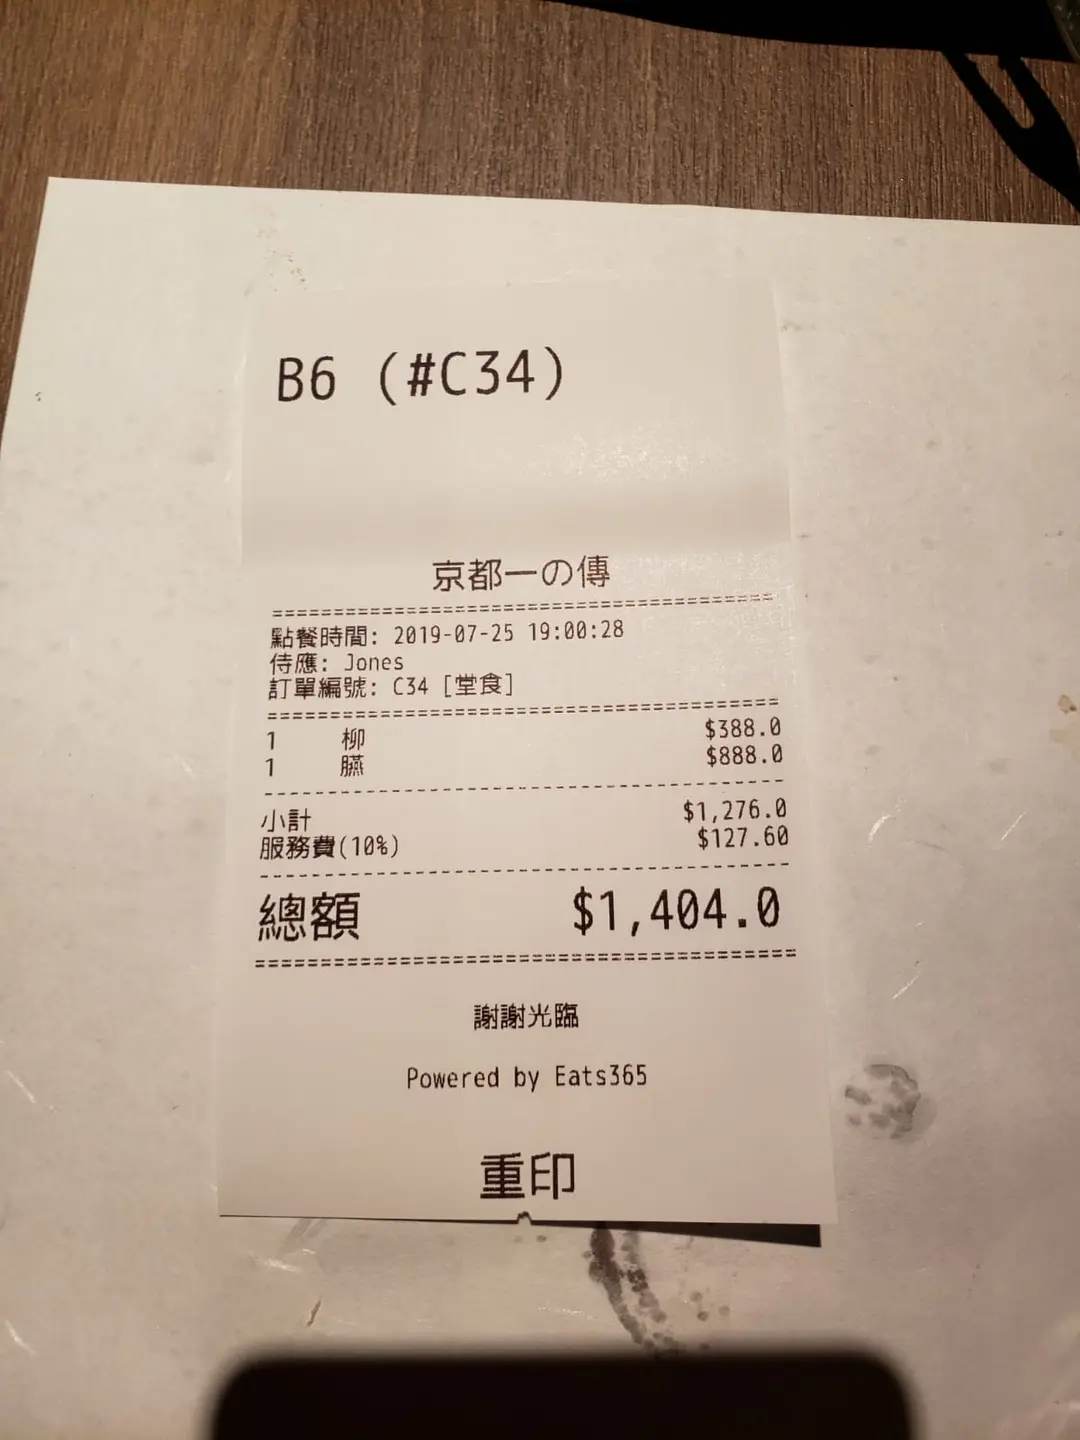 B6 (#C34)
京都一の傳
=======================================
點餐時間: 2019-07-25 19:00:28
侍應: Jones
訂單編號: C34 [堂食]
=======================================
1 柳 $388.0
1 臙 $888.0
---------------------------------------
小計 $1,276.0
服務費(10%) $127.60
---------------------------------------
總額 $1,404.0
=======================================
謝謝光臨
Powered by Eats365
重印